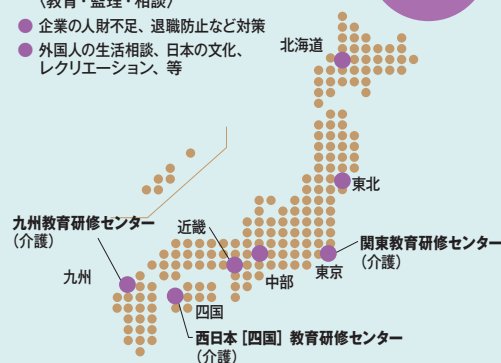 （教育・監理・相談）
● 企業の人財不足、退職防止など対策
● 外国人の生活相談、日本の文化、
レクリエーション、等
北海道
東北
九州教育研修センター
（介護）
近畿
関東教育研修センター
（介護）
九州
中部
東京
四国
西日本［四国］教育研修センター
（介護）